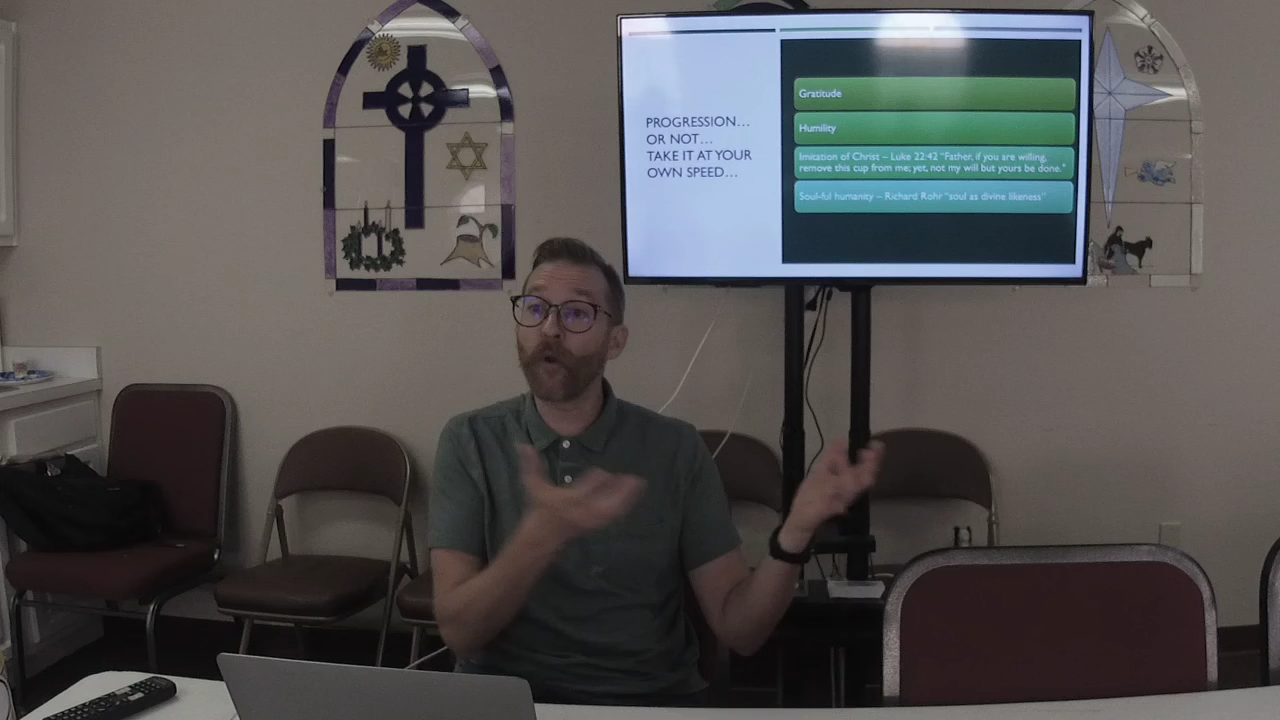 PROGRESSION…
OR NOT…
TAKE IT AT YOUR
OWN SPEED…
Gratitude
Humility
Imitation of Christ – Luke 22:42 "Father, if you are willing,
remove this cup from me; yet, not my will but yours be done."
Soul-ful humanity – Richard Rohr "soul as divine likeness"